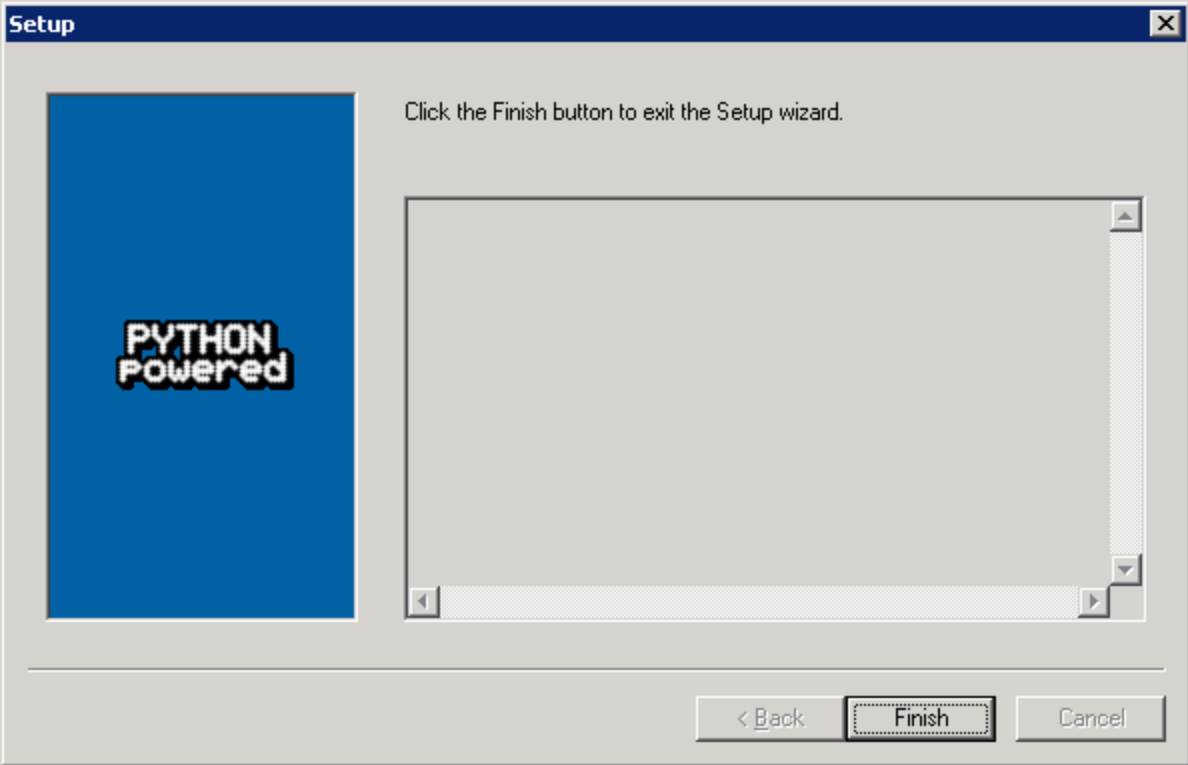 Setup
Click the Finish button to exit the Setup wizard.
PYTHON
powered
< Back
Finish
Cancel